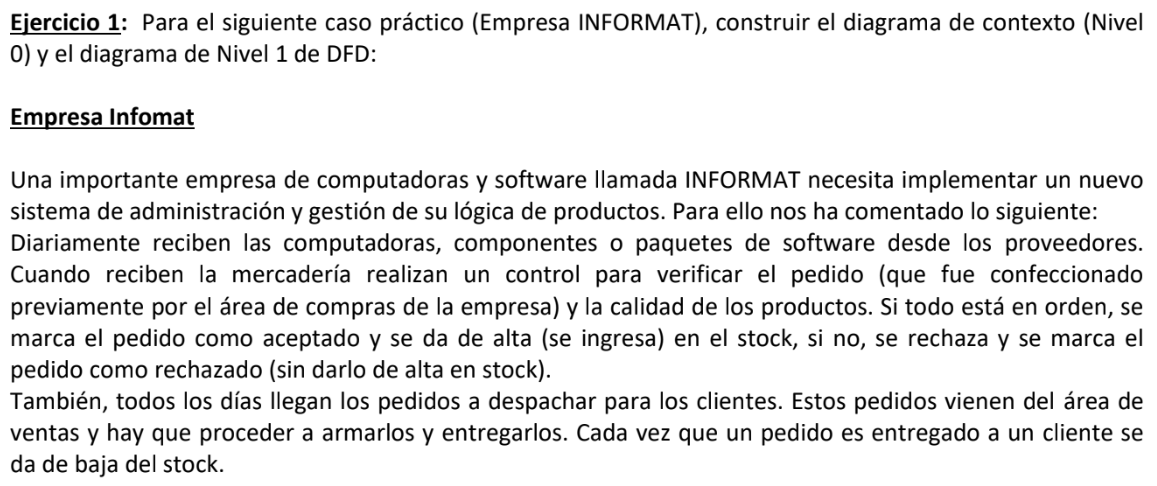 Ejercicio 1: Para el siguiente caso práctico (Empresa INFORMAT), construir el diagrama de contexto (Nivel
0) y el diagrama de Nivel 1 de DFD:
Empresa Infomat
Una importante empresa de computadoras y software llamada INFORMAT necesita implementar un nuevo
sistema de administración y gestión de su lógica de productos. Para ello nos ha comentado lo siguiente:
Diariamente reciben las computadoras, componentes o paquetes de software desde los proveedores.
Cuando reciben la mercadería realizan un control para verificar el pedido (que fue confeccionado
previamente por el área de compras de la empresa) y la calidad de los productos. Si todo está en orden, se
marca el pedido como aceptado y se da de alta (se ingresa) en el stock, si no, se rechaza y se marca el
pedido como rechazado (sin darlo de alta en stock).
También, todos los días llegan los pedidos a despachar para los clientes. Estos pedidos vienen del área de
ventas y hay que proceder a armarlos y entregarlos. Cada vez que un pedido es entregado a un cliente se
da de baja del stock.